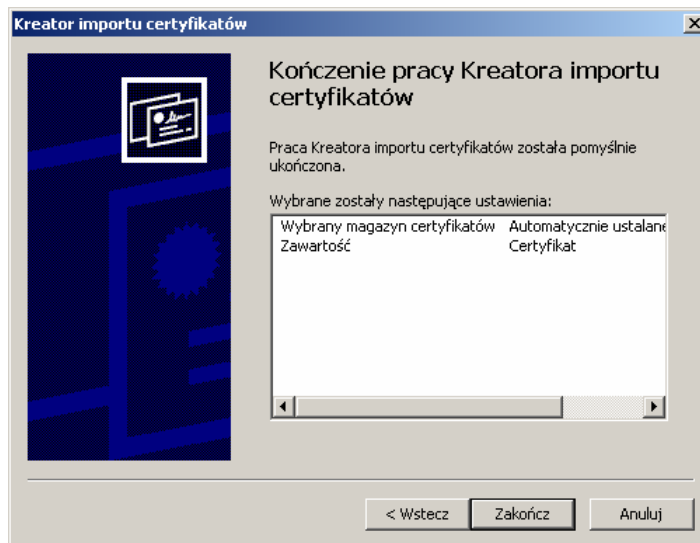 Kreator importu certyfikatów
Kończenie pracy Kreatora importu
certyfikatów
Praca Kreatora importu certyfikatów została pomyślnie
ukończona.
Wybrane zostały następujące ustawienia:
Wybrany magazyn certyfikatów Automatycznie ustalane
Zawartość Certyfikat
< Wstecz Zakończ Anuluj